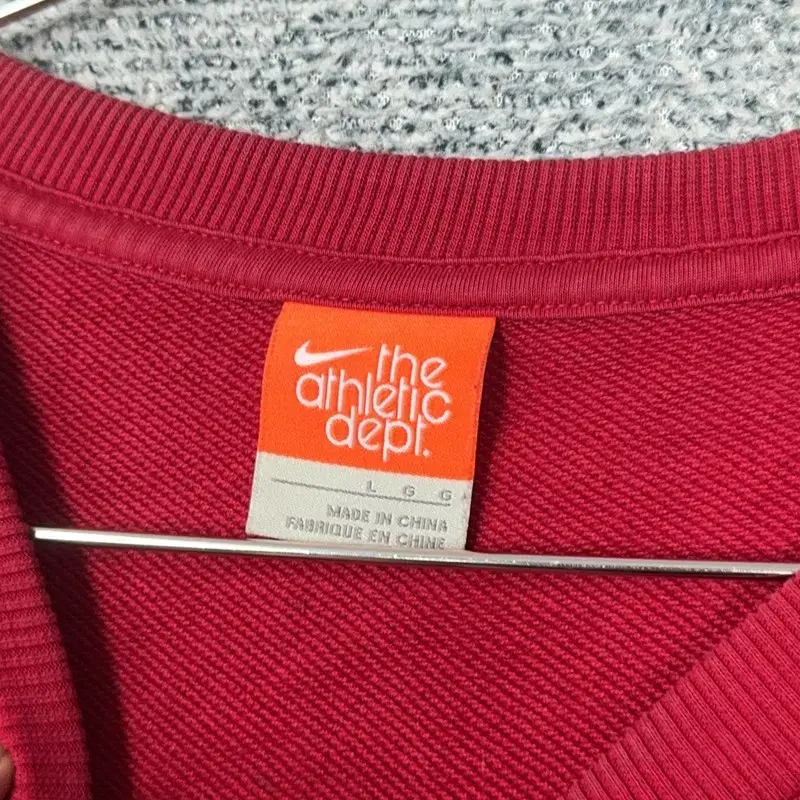 the
athletic
dept.
L G G
MADE IN CHINA
FABRIQUE EN CHINE